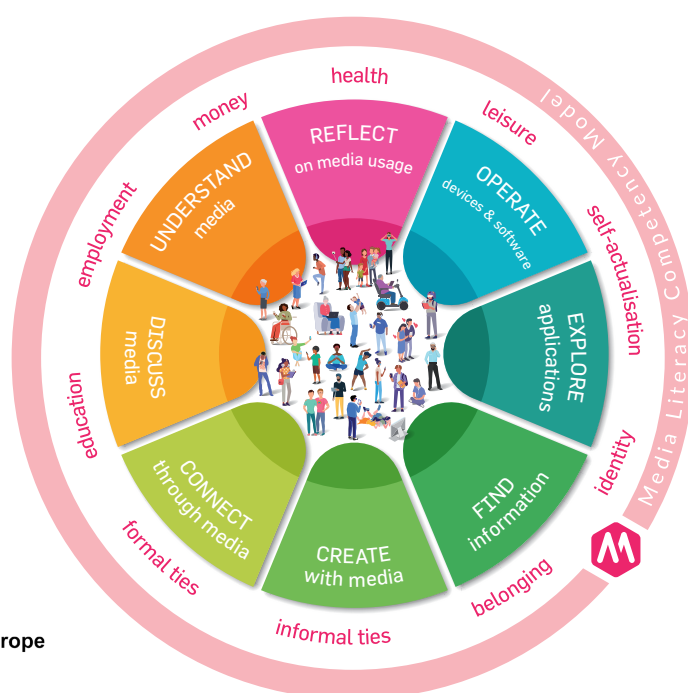 Media Literacy Competency Model
health
leisure
self-actualisation
identity
belonging
informal ties
formal ties
education
employment
money
REFLECT
on media usage
OPERATE
devices & software
EXPLORE
applications
FIND
information
CREATE
with media
CONNECT
through media
DISCUSS
media
UNDERSTAND
media
rope